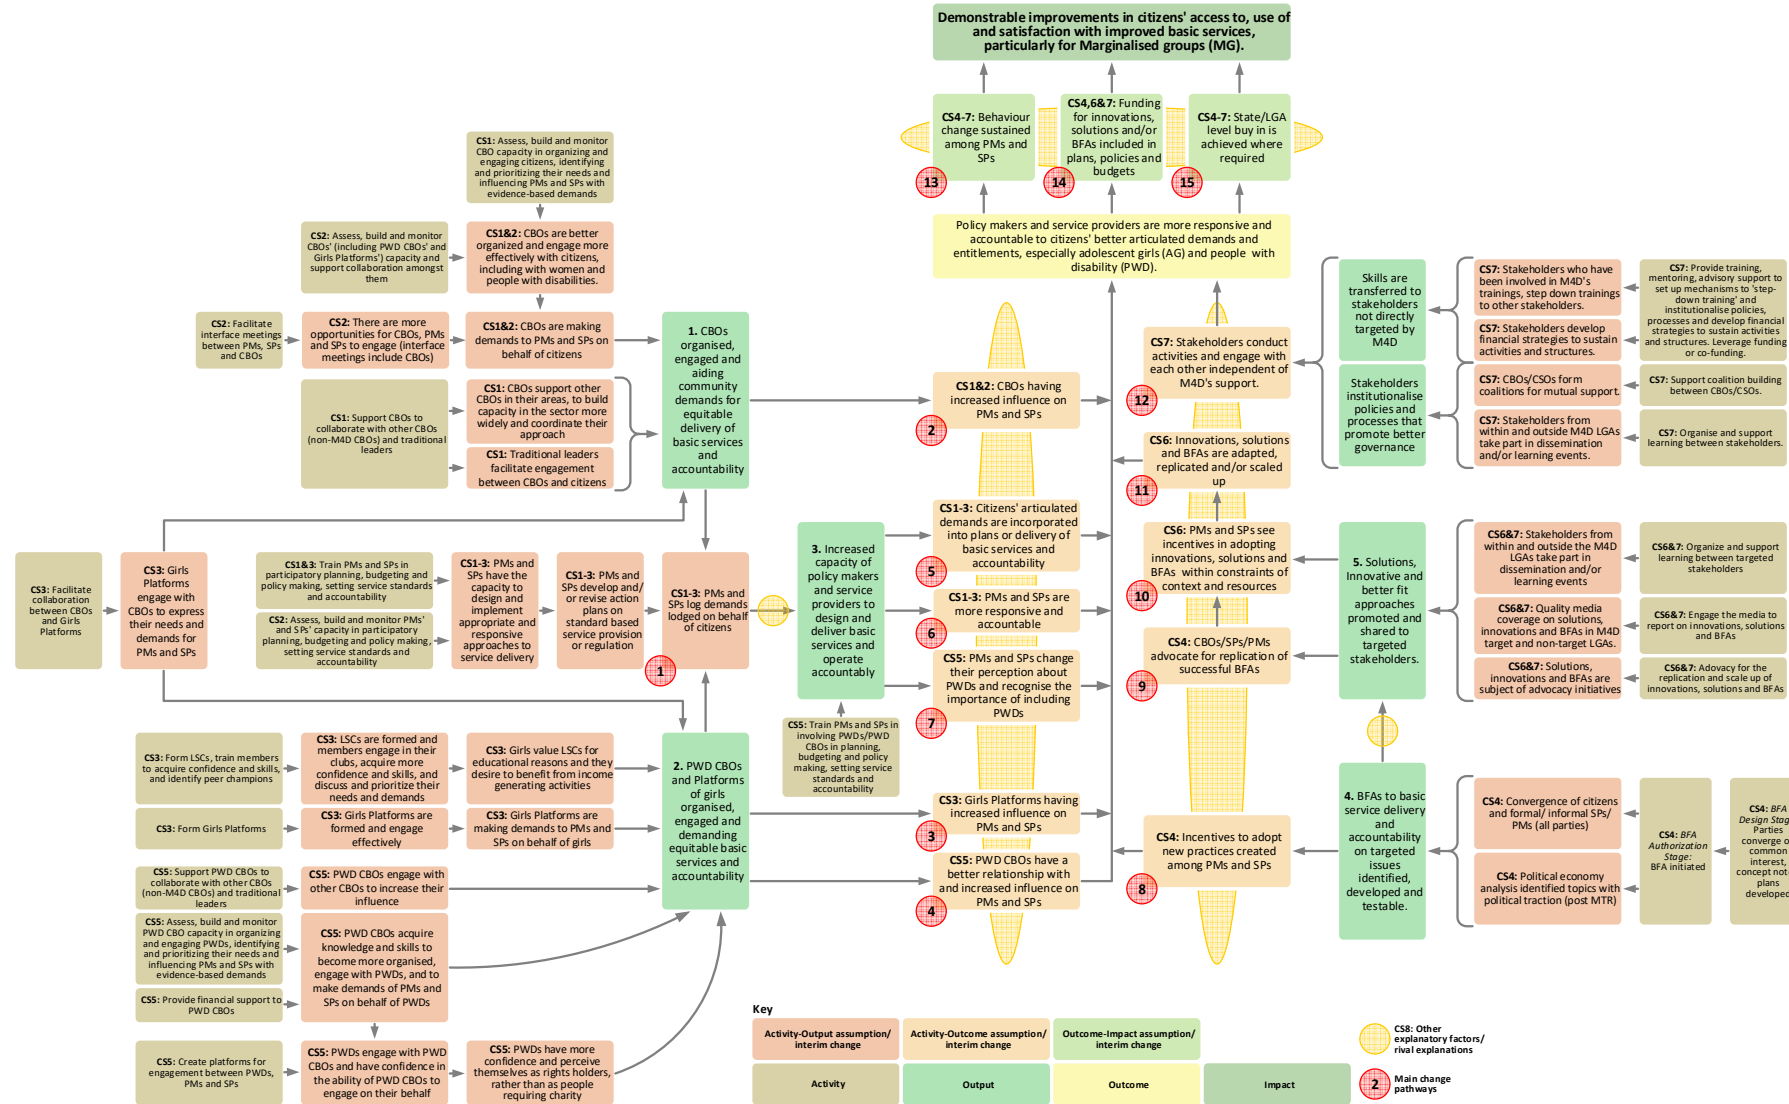 Demonstrable improvements in citizens' access to, use of
and satisfaction with improved basic services,
particularly for Marginalised groups (MG).
CS4-7: Behaviour
change sustained
among PMs and
SPs
13
CS4,6&7: Funding
for innovations,
solutions and/or
BFAs included in
plans, policies and
budgets
14
CS4-7: State/LGA
level buy in is
achieved where
required
15
Policy makers and service providers are more responsive and
accountable to citizens' better articulated demands and
entitlements, especially adolescent girls (AG) and people with
disability (PWD).
CS1: Assess, build and monitor
CBO capacity in organizing and
engaging citizens, identifying
and prioritizing their needs and
influencing PMs and SPs with
evidence-based demands
CS2: Assess, build and monitor
CBOs' (including PWD CBOs' and
Girls Platforms') capacity and
support collaboration amongst
them
CS1&2: CBOs are better
organized and engage more
effectively with citizens,
including with women and
people with disabilities.
CS2: Facilitate
interface meetings
between PMs, SPs
and CBOs
CS2: There are more
opportunities for CBOs, PMs
and SPs to engage (interface
meetings include CBOs)
CS1&2: CBOs are making
demands to PMs and SPs on
behalf of citizens
CS1: Support CBOs to
collaborate with other CBOs
(non-M4D CBOs) and traditional
leaders
CS1: CBOs support other
CBOs in their areas, to build
capacity in the sector more
widely and coordinate their
approach
CS1: Traditional leaders
facilitate engagement
between CBOs and citizens
1. CBOs
organised,
engaged and
aiding
community
demands for
equitable
delivery of
basic services
and
accountability
CS1&2: CBOs having
increased influence on
PMs and SPs
2
CS3: Facilitate
collaboration
between CBOs
and Girls
Platforms
CS3: Girls
Platforms
engage with
CBOs to express
their needs and
demands for
PMs and SPs
CS1&3: Train PMs and SPs in
participatory planning, budgeting and
policy making, setting service standards
and accountability
CS2: Assess, build and monitor PMs'
and SPs' capacity in participatory
planning, budgeting and policy making,
setting service standards and
accountability
CS1-3: PMs and
SPs have the
capacity to
design and
implement
appropriate and
responsive
approaches to
service delivery
CS1-3: PMs and
SPs develop and/
or revise action
plans on
standard based
service provision
or regulation
CS1-3: PMs and
SPs log demands
lodged on behalf
of citizens
1
3. Increased
capacity of
policy makers
and service
providers to
design and
deliver basic
services and
operate
accountably
CS5: Train PMs and SPs in
involving PWDs/PWD
CBOs in planning,
budgeting and policy
making, setting service
standards and
accountability
CS1-3: Citizens' articulated
demands are incorporated
into plans or delivery of
basic services and
accountability
5
CS1-3: PMs and SPs are
more responsive and
accountable
6
CS5: PMs and SPs change
their perception about
PWDs and recognise the
importance of including
PWDs
7
CS3: Form LSCs, train members
to acquire confidence and skills,
and identify peer champions
CS3: LSCs are formed and
members engage in their
clubs, acquire more
confidence and skills, and
discuss and prioritize their
needs and demands
CS3: Girls value LSCs for
educational reasons and they
desire to benefit from income
generating activities
CS3: Form Girls Platforms
CS3: Girls Platforms are
formed and engage
effectively
CS3: Girls Platforms are
making demands to PMs and
SPs on behalf of girls
CS5: Support PWD CBOs to
collaborate with other CBOs
(non-M4D CBOs) and traditional
leaders
CS5: PWD CBOs engage with
other CBOs to increase their
influence
CS5: Assess, build and monitor
PWD CBO capacity in organizing
and engaging PWDs, identifying
and prioritizing their needs and
influencing PMs and SPs with
evidence-based demands
CS5: Provide financial support to
PWD CBOs
CS5: PWD CBOs acquire
knowledge and skills to
become more organised,
engage with PWDs, and to
make demands of PMs and
SPs on behalf of PWDs
CS5: Create platforms for
engagement between PWDs,
PMs and SPs
CS5: PWDs engage with PWD
CBOs and have confidence in
the ability of PWD CBOs to
engage on their behalf
CS5: PWDs have more
confidence and perceive
themselves as rights holders,
rather than as people
requiring charity
2. PWD CBOs
and Platforms
of girls
organised,
engaged and
demanding
equitable basic
services and
accountability
CS3: Girls Platforms having
increased influence on
PMs and SPs
3
CS5: PWD CBOs have a
better relationship with
and increased influence on
PMs and SPs
4
CS7: Stakeholders conduct
activities and engage with
each other independent of
M4D's support.
12
CS6: Innovations, solutions
and BFAs are adapted,
replicated and/or scaled
up
11
CS6: PMs and SPs see
incentives in adopting
innovations, solutions and
BFAs within constraints of
context and resources
10
CS4: CBOs/SPs/PMs
advocate for replication of
successful BFAs
9
CS4: Incentives to adopt
new practices created
among PMs and SPs
8
Skills are
transferred to
stakeholders
not directly
targeted by
M4D
Stakeholders
institutionalise
policies and
processes that
promote better
governance
CS7: Stakeholders who have
been involved in M4D's
trainings, step down trainings
to other stakeholders.
CS7: Stakeholders develop
financial strategies to sustain
activities and structures.
CS7: CBOs/CSOs form
coalitions for mutual support.
CS7: Stakeholders from
within and outside M4D LGAs
take part in dissemination
and/or learning events.
CS7: Provide training,
mentoring, advisory support to
set up mechanisms to 'step-
down training' and
institutionalise policies,
processes and develop financial
strategies to sustain activities
and structures. Leverage funding
or co-funding.
CS7: Support coalition building
between CBOs/CSOs.
CS7: Organise and support
learning between stakeholders.
5. Solutions,
Innovative and
better fit
approaches
promoted and
shared to
targeted
stakeholders.
CS6&7: Stakeholders from
within and outside the M4D
LGAs take part in
dissemination and/or
learning events
CS6&7: Quality media
coverage on solutions,
innovations and BFAs in M4D
target and non-target LGAs.
CS6&7: Solutions,
innovations and BFAs are
subject of advocacy initiatives
CS6&7: Organize and support
learning between targeted
stakeholders
CS6&7: Engage the media to
report on innovations, solutions
and BFAs
CS6&7: Adovacy for the
replication and scale up of
innovations, solutions and BFAs
4. BFAs to basic
service delivery
and
accountability
on targeted
issues
identified,
developed and
testable.
CS4: Convergence of citizens
and formal/ informal SPs/
PMs (all parties)
CS4: Political economy
analysis identified topics with
political traction (post MTR)
CS4: BFA
Authorization
Stage:
BFA initiated
CS4: BFA
Design Stag
Parties
converge o
common
interest,
concept not
plans
developed
Key
Activity-Output assumption/
interim change
Activity-Outcome assumption/
interim change
Outcome-Impact assumption/
interim change
Activity
Output
Outcome
Impact
CS8: Other
explanatory factors/
rival explanations
2
Main change
pathways